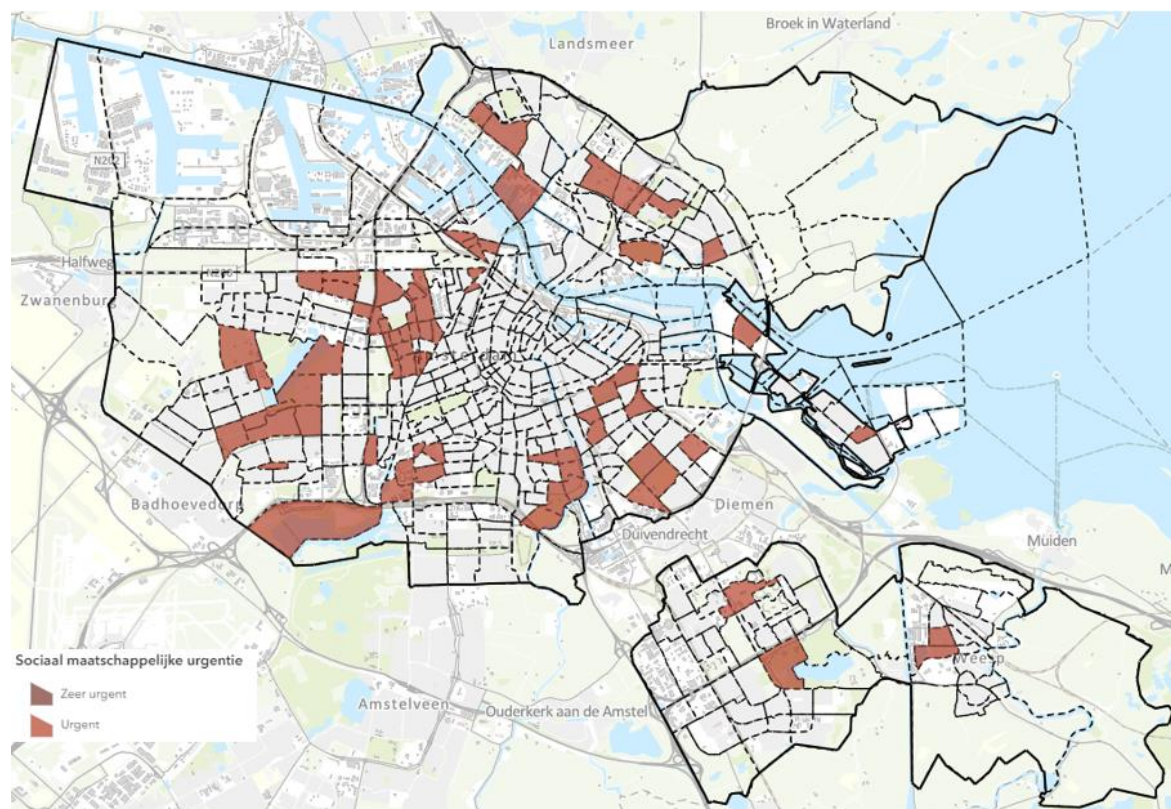 Broek in Waterland
Landsmeer
N202
Halfweg
Zwanenburg
Amsterdam
Badhoevedorp
Diemen
Duivendrecht
Muiden
Weesp
Sociaal maatschappelijke urgentie
Zeer urgent
Urgent
Amstelveen
Ouderkerk aan de Amstel
M